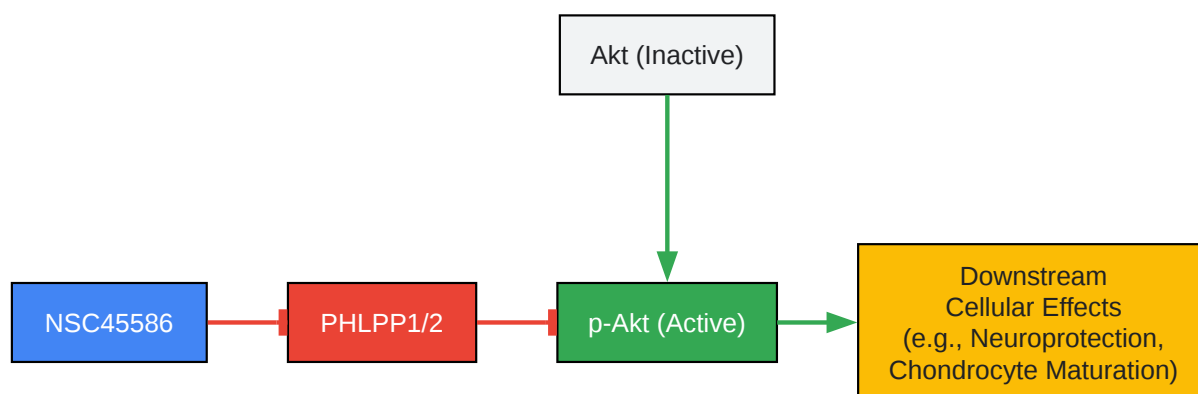 Akt (Inactive)
NSC45586
PHLPP1/2
p-Akt (Active)
Downstream
Cellular Effects
(e.g., Neuroprotection,
Chondrocyte Maturation)